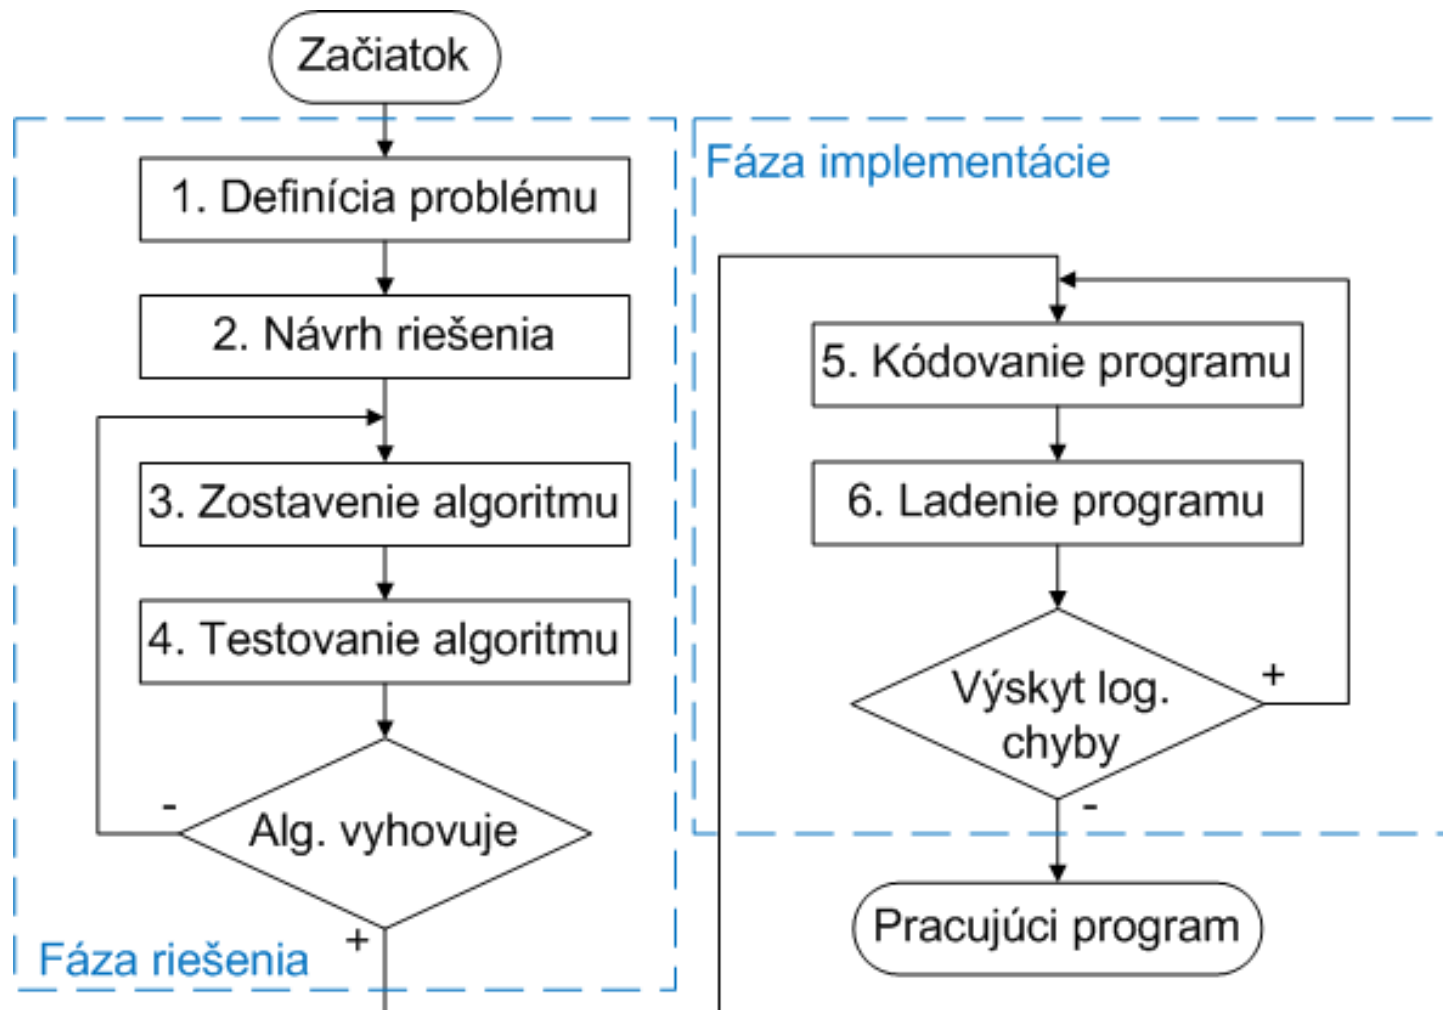 Začiatok
1. Definícia problému
2. Návrh riešenia
3. Zostavenie algoritmu
4. Testovanie algoritmu
-
Alg. vyhovuje
+
Fáza riešenia
Fáza implementácie
5. Kódovanie programu
6. Ladenie programu
+
Výskyt log.
chyby
-
Pracujúci program